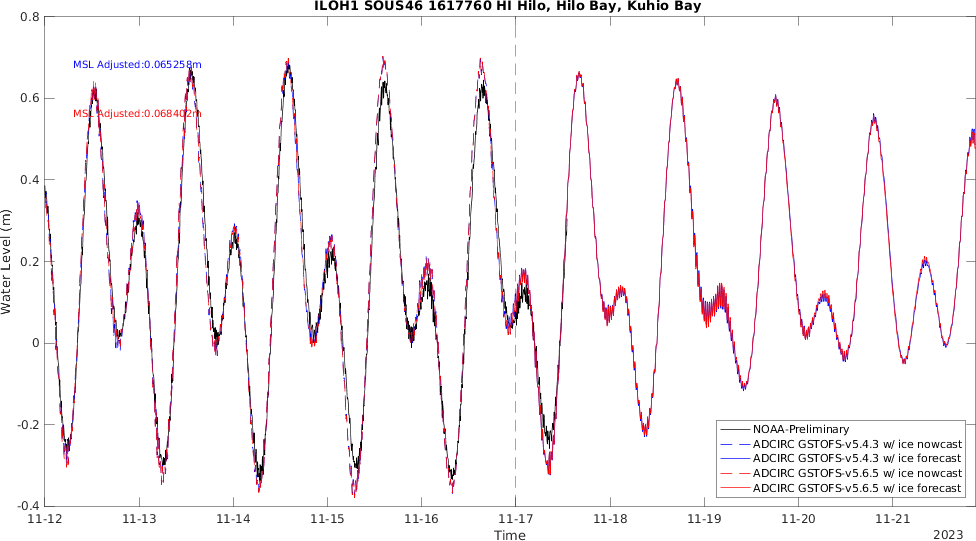 ILOH1 SOUS46 1617760 HI Hilo, Hilo Bay, Kuhio Bay
0.8
0.6
0.4
0.2
0
-0.2
-0.4
Water Level (m)
MSL Adjusted:0.065258m
MSL Adjusted:0.068402m
NOAA-Preliminary
ADCIRC GSTOFS-v5.4.3 w/ ice nowcast
ADCIRC GSTOFS-v5.4.3 w/ ice forecast
ADCIRC GSTOFS-v5.6.5 w/ ice nowcast
ADCIRC GSTOFS-v5.6.5 w/ ice forecast
11-12 11-13 11-14 11-15 11-16 11-17 11-18 11-19 11-20 11-21
Time
2023